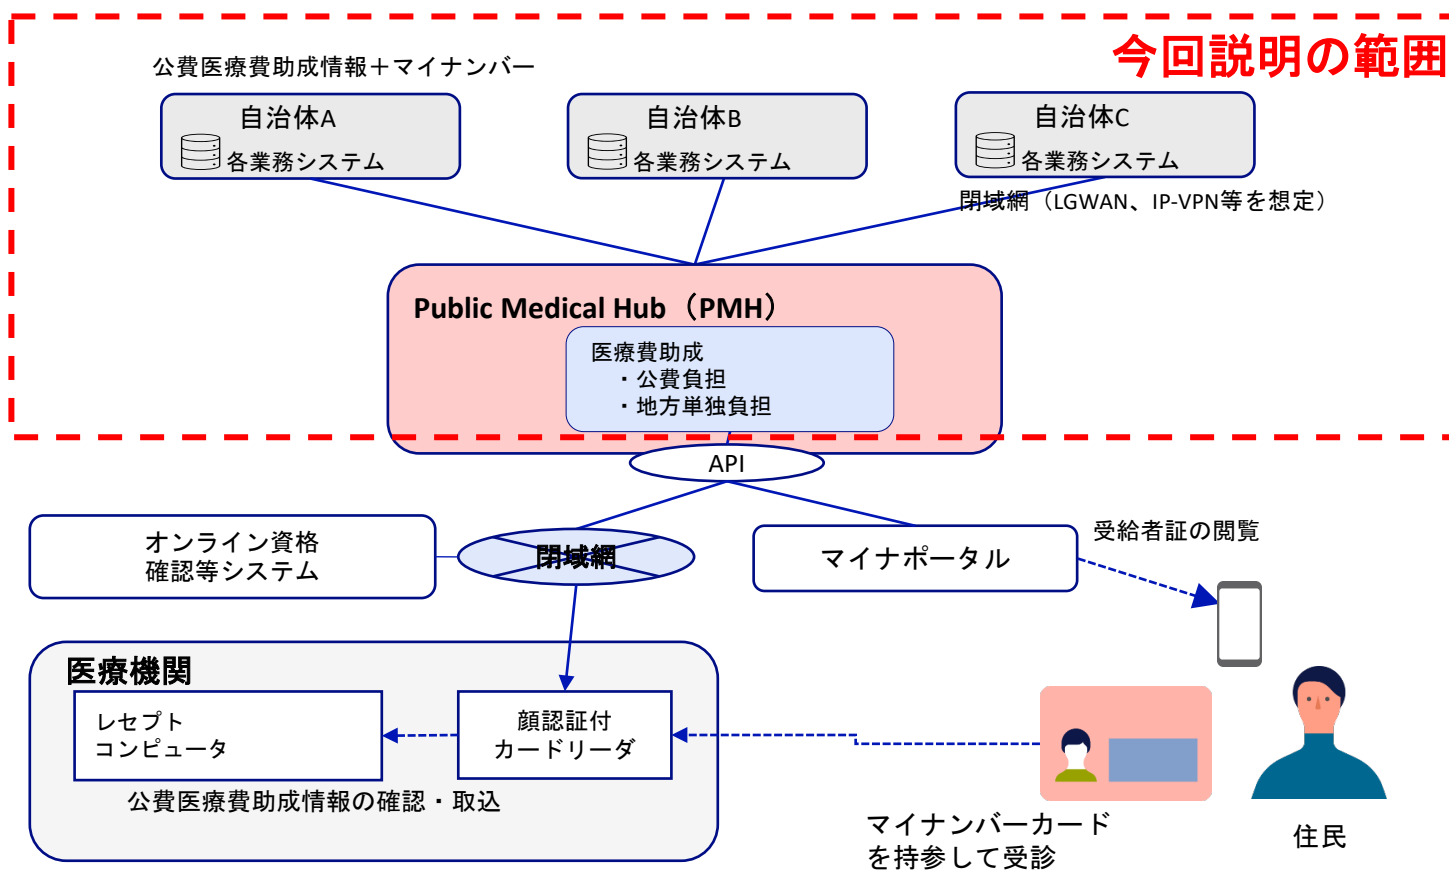 今回説明の範囲
公費医療費助成情報＋マイナンバー
自治体A
各業務システム
自治体B
各業務システム
自治体C
各業務システム
閉域網（LGWAN、IP-VPN等を想定）
Public Medical Hub（PMH）
医療費助成
・公費負担
・地方単独負担
API
オンライン資格
確認等システム
閉域網
マイナポータル
受給者証の閲覧
医療機関
レセプト
コンピュータ
顔認証付
カードリーダ
公費医療費助成情報の確認・取込
マイナンバーカード
を持参して受診
住民